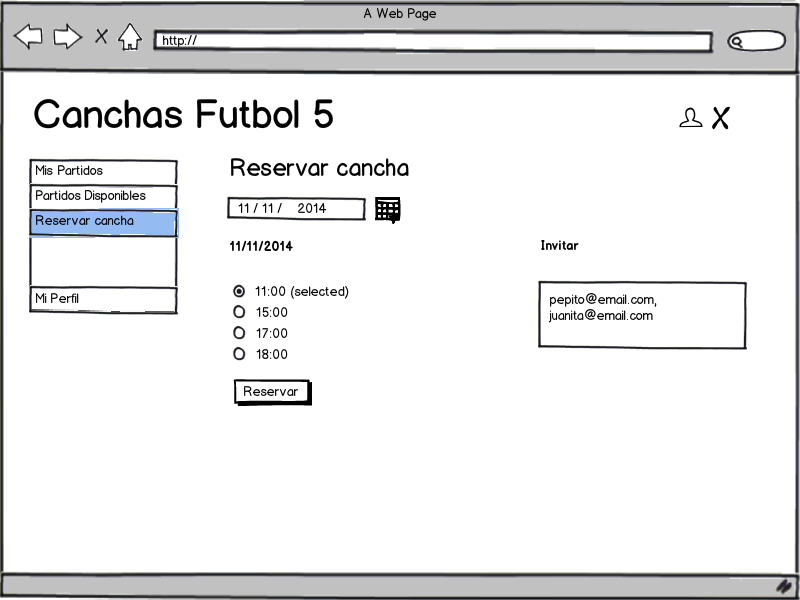 A Web Page
http://
Canchas Futbol 5
Mis Partidos
Partidos Disponibles
Reservar cancha
Mi Perfil
Reservar cancha
11 / 11 / 2014
11/11/2014
11:00 (selected)
15:00
17:00
18:00
Reservar
Invitar
pepito@email.com,
juanita@email.com